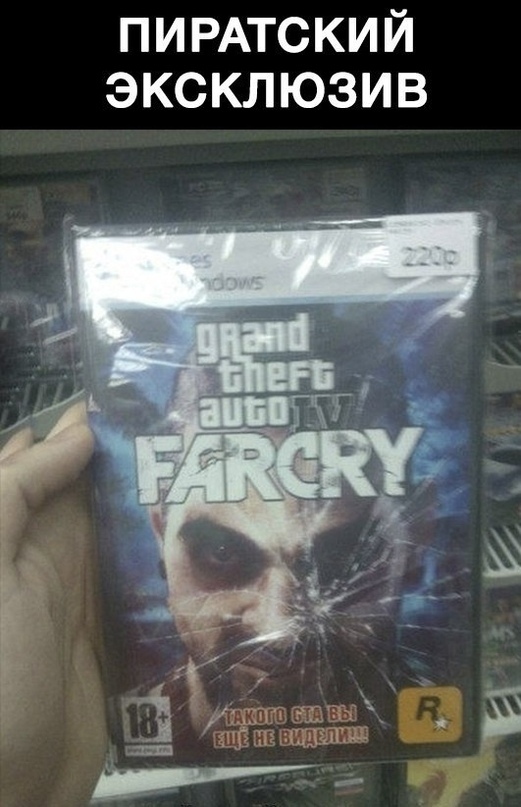 ПИРАТСКИЙ
ЭКСКЛЮЗИВ
220р
grand
theft
auto IV
FARCRY
18+
ТАКОГО GTA ВЫ
ЕЩЁ НЕ ВИДЕЛИ!!!
R